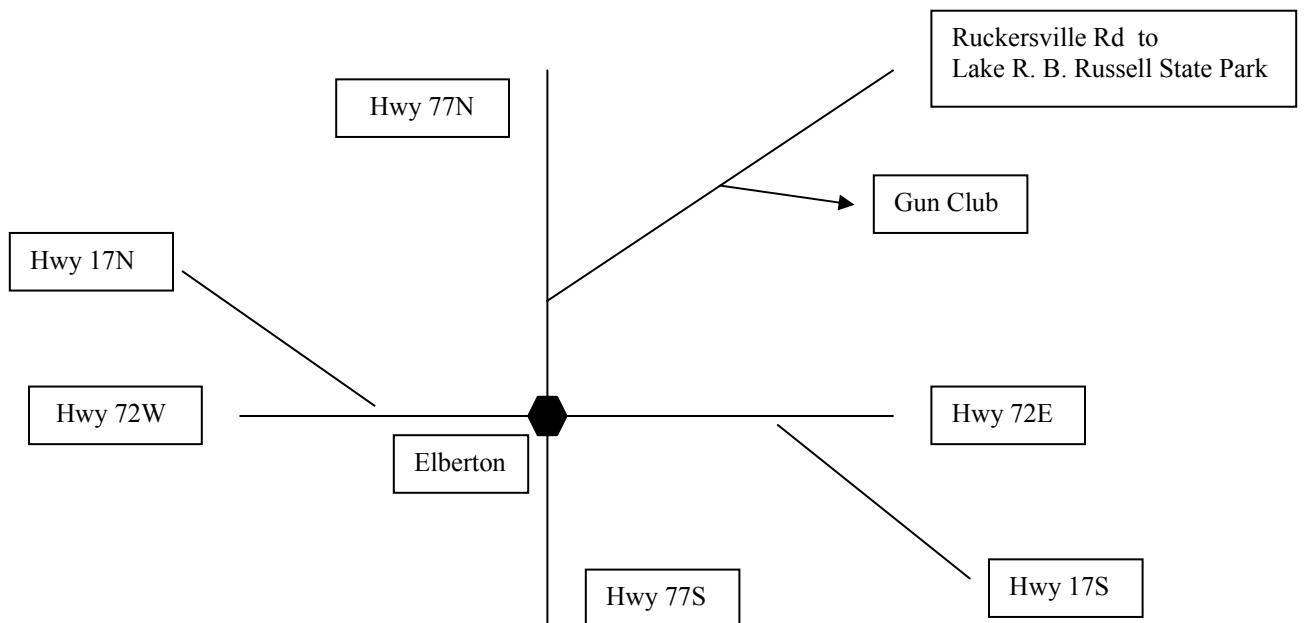 Ruckersville Rd to
Lake R. B. Russell State Park
Hwy 77N
Gun Club
Hwy 17N
Hwy 72W
Hwy 72E
Elberton
Hwy 17S
Hwy 77S